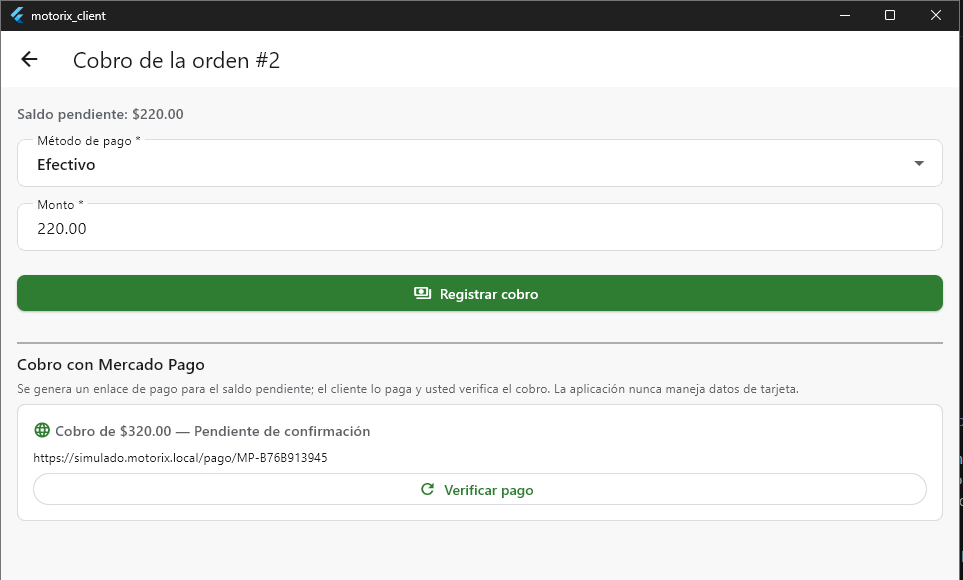 motorix_client
Cobro de la orden #2
Saldo pendiente: $220.00
Método de pago *
Efectivo
Monto *
220.00
Registrar cobro
Cobro con Mercado Pago
Se genera un enlace de pago para el saldo pendiente; el cliente lo paga y usted verifica el cobro. La aplicación nunca maneja datos de tarjeta.
Cobro de $320.00 — Pendiente de confirmación
https://simulado.motorix.local/pago/MP-B76B913945
Verificar pago